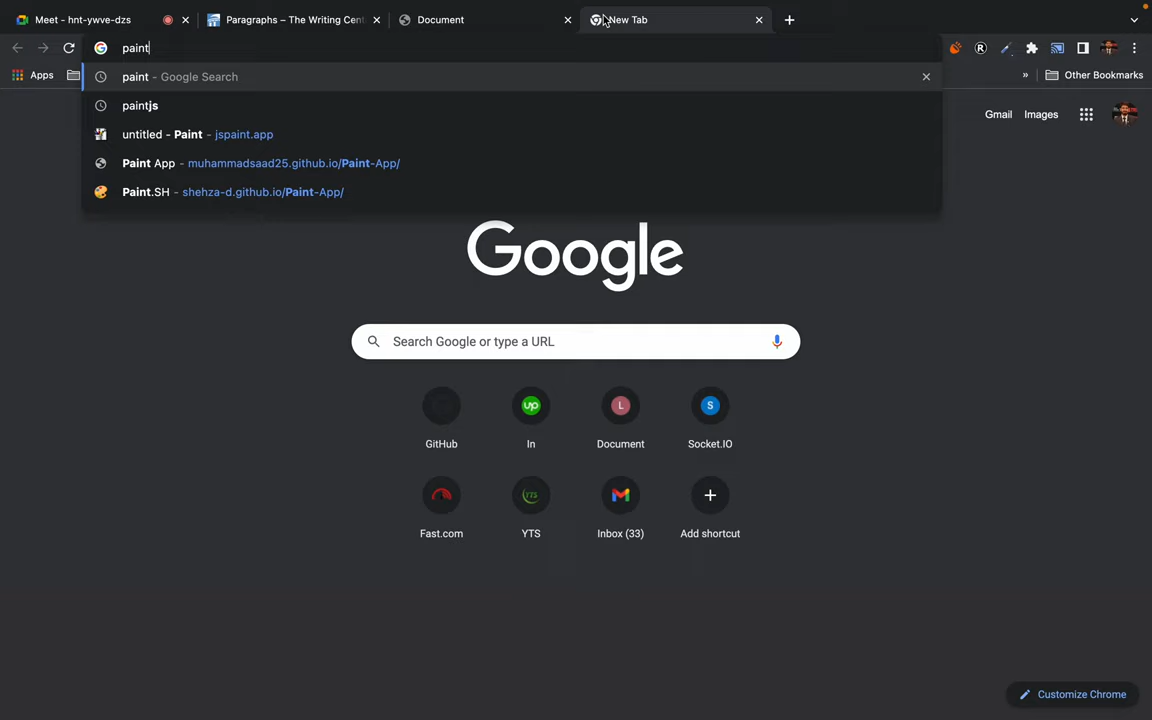 Meet - hnt-ywve-dzs
Paragraphs – The Writing Cent
Document
New Tab
paint
Apps
Other Bookmarks
paint - Google Search
paintjs
untitled - Paint - jspaint.app
Paint App - muhammadsaad25.github.io/Paint-App/
Paint.SH - shehza-d.github.io/Paint-App/
Gmail Images
Google
Search Google or type a URL
up L S
GitHub In Document Socket.IO
YTS
Fast.com YTS Inbox (33) Add shortcut
Customize Chrome